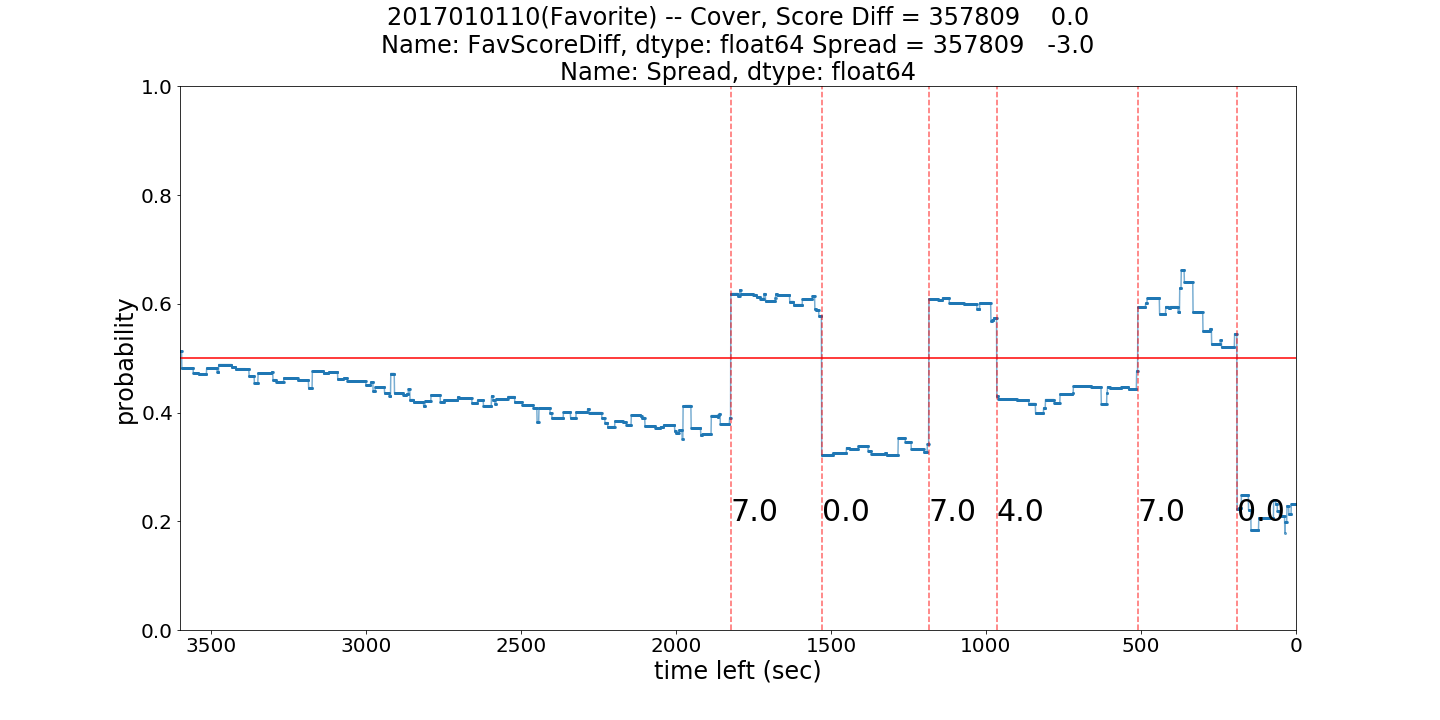 2017010110(Favorite) -- Cover, Score Diff = 357809    0.0
Name: FavScoreDiff, dtype: float64 Spread = 357809   -3.0
Name: Spread, dtype: float64
1.0
0.8
0.6
0.4
0.2
0.0
probability
7.0 0.0 7.0 4.0 7.0 0.0
3500 3000 2500 2000 1500 1000 500 0
time left (sec)